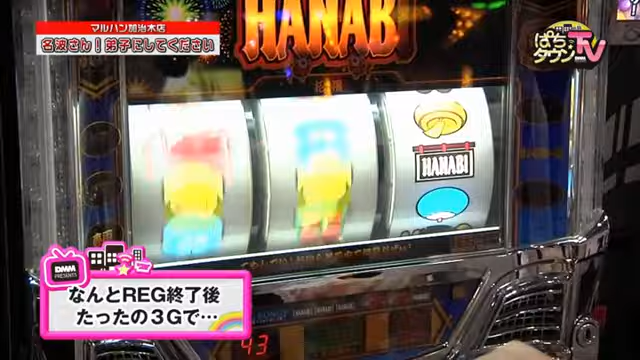 マルハン加治木店
名波さん！弟子にしてください
ぱち
タウン
TV
HANAB
HANABI
DMM
PRESENTS
なんとREG終了後
たったの3Gで…
43